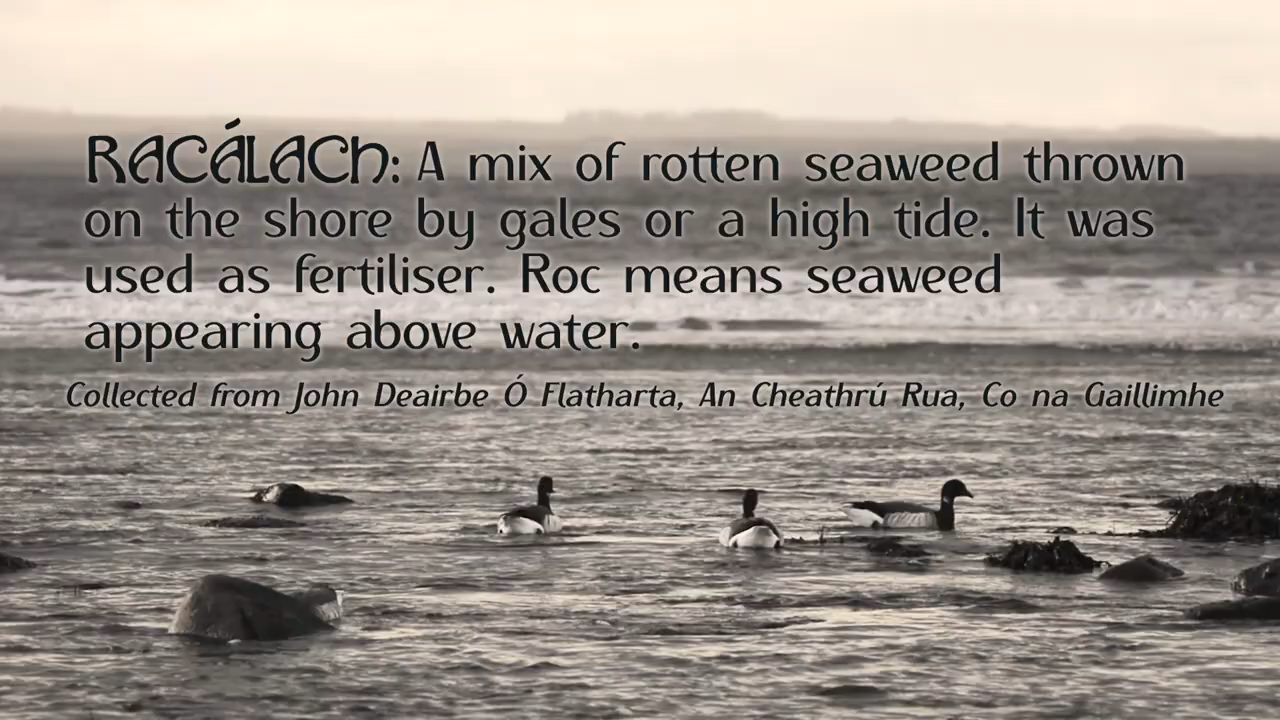 RACÁLACH: A mix of rotten seaweed thrown
on the shore by gales or a high tide. It was
used as fertiliser. Roc means seaweed
appearing above water.
Collected from John Deairbe Ó Flatharta, An Cheathrú Rua, Co na Gaillimhe